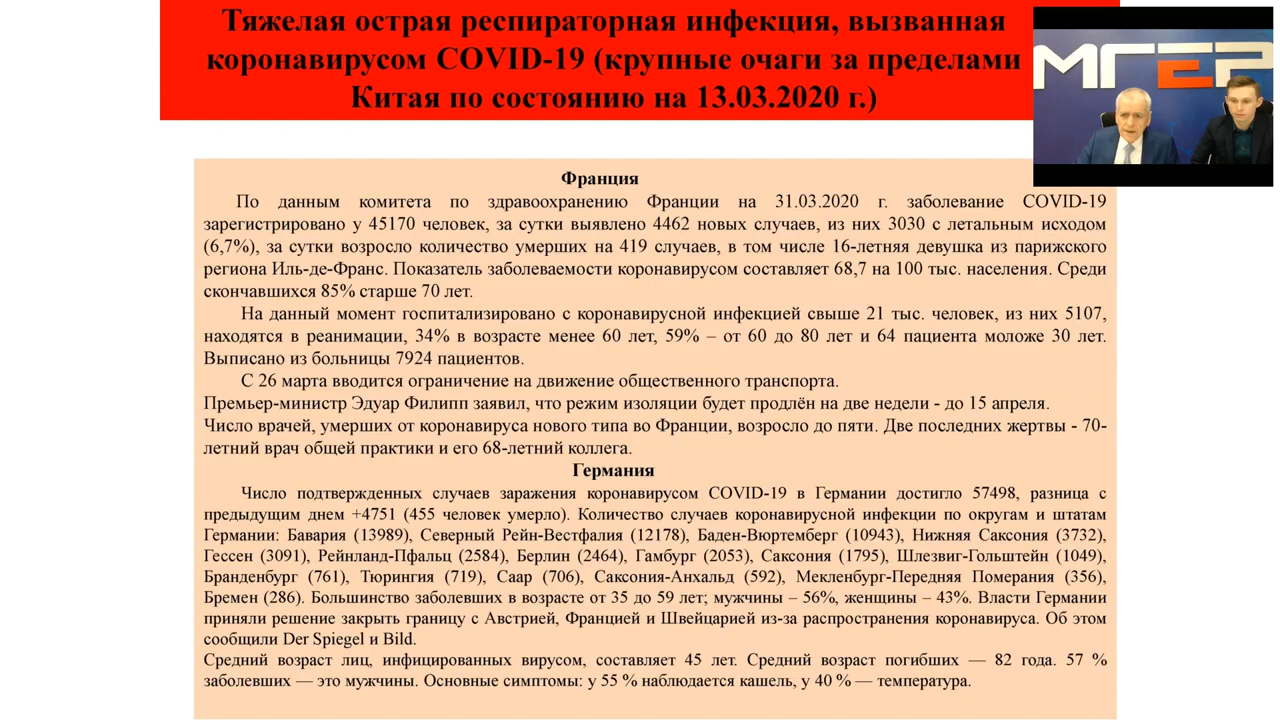 Тяжелая острая респираторная инфекция, вызванная
коронавирусом COVID-19 (крупные очаги за пределами
Китая по состоянию на 13.03.2020 г.)
МГЕР
Франция
По данным комитета по здравоохранению Франции на 31.03.2020 г. заболевание COVID-19
зарегистрировано у 45170 человек, за сутки выявлено 4462 новых случаев, из них 3030 с летальным исходом
(6,7%), за сутки возросло количество умерших на 419 случаев, в том числе 16-летняя девушка из парижского
региона Иль-де-Франс. Показатель заболеваемости коронавирусом составляет 68,7 на 100 тыс. населения. Среди
скончавшихся 85% старше 70 лет.
На данный момент госпитализировано с коронавирусной инфекцией свыше 21 тыс. человек, из них 5107,
находятся в реанимации, 34% в возрасте менее 60 лет, 59% – от 60 до 80 лет и 64 пациента моложе 30 лет.
Выписано из больницы 7924 пациентов.
С 26 марта вводится ограничение на движение общественного транспорта.
Премьер-министр Эдуар Филипп заявил, что режим изоляции будет продлён на две недели - до 15 апреля.
Число врачей, умерших от коронавируса нового типа во Франции, возросло до пяти. Две последних жертвы - 70-
летний врач общей практики и его 68-летний коллега.
Германия
Число подтвержденных случаев заражения коронавирусом COVID-19 в Германии достигло 57498, разница с
предыдущим днем +4751 (455 человек умерло). Количество случаев коронавирусной инфекции по округам и штатам
Германии: Бавария (13989), Северный Рейн-Вестфалия (12178), Баден-Вюртемберг (10943), Нижняя Саксония (3732),
Гессен (3091), Рейнланд-Пфальц (2584), Берлин (2464), Гамбург (2053), Саксония (1795), Шлезвиг-Гольштейн (1049),
Бранденбург (761), Тюрингия (719), Саар (706), Саксония-Анхальд (592), Мекленбург-Передняя Померания (356),
Бремен (286). Большинство заболевших в возрасте от 35 до 59 лет; мужчины – 56%, женщины – 43%. Власти Германии
приняли решение закрыть границу с Австрией, Францией и Швейцарией из-за распространения коронавируса. Об этом
сообщили Der Spiegel и Bild.
Средний возраст лиц, инфицированных вирусом, составляет 45 лет. Средний возраст погибших — 82 года. 57 %
заболевших — это мужчины. Основные симптомы: у 55 % наблюдается кашель, у 40 % — температура.